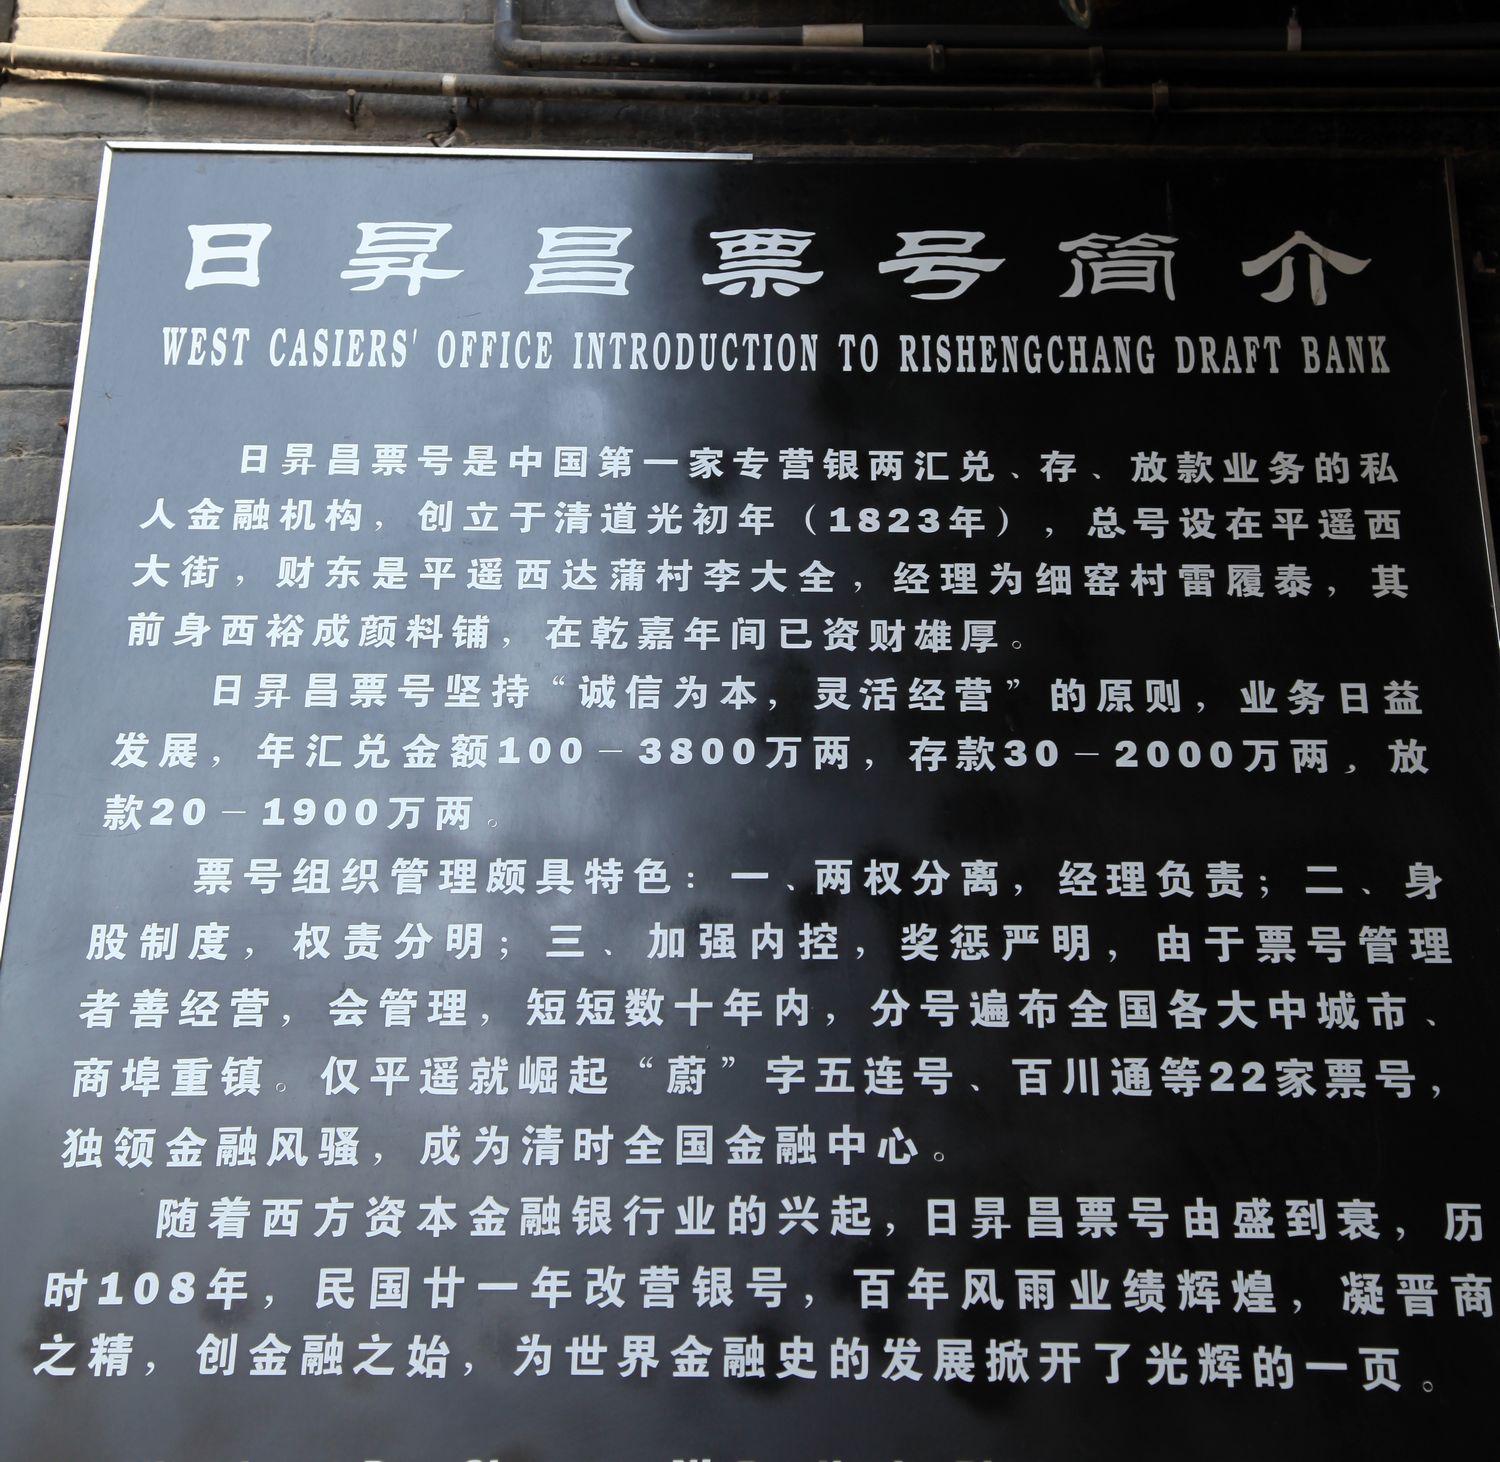 日昇昌票号简介
WEST CASIERS' OFFICE INTRODUCTION TO RISHENGCHANG DRAFT BANK
日昇昌票号是中国第一家专营银两汇兑、存、放款业务的私
人金融机构，创立于清道光初年（1823年），总号设在平遥西
大街，财东是平遥西达蒲村李大全，经理为细窑村雷履泰，其
前身西裕成颜料铺，在乾嘉年间已资财雄厚。
日昇昌票号坚持“诚信为本，灵活经营”的原则，业务日益
发展，年汇兑金额100－3800万两，存款30－2000万两，放
款20－1900万两。
票号组织管理颇具特色：一、两权分离，经理负责；二、身
股制度，权责分明；三、加强内控，奖惩严明，由于票号管理
者善经营，会管理，短短数十年内，分号遍布全国各大中城市、
商埠重镇。仅平遥就崛起“蔚”字五连号、百川通等22家票号，
独领金融风骚，成为清时全国金融中心。
随着西方资本金融银行业的兴起，日昇昌票号由盛到衰，历
时108年，民国廿一年改营银号，百年风雨业绩辉煌，凝晋商
之精，创金融之始，为世界金融史的发展掀开了光辉的一页。